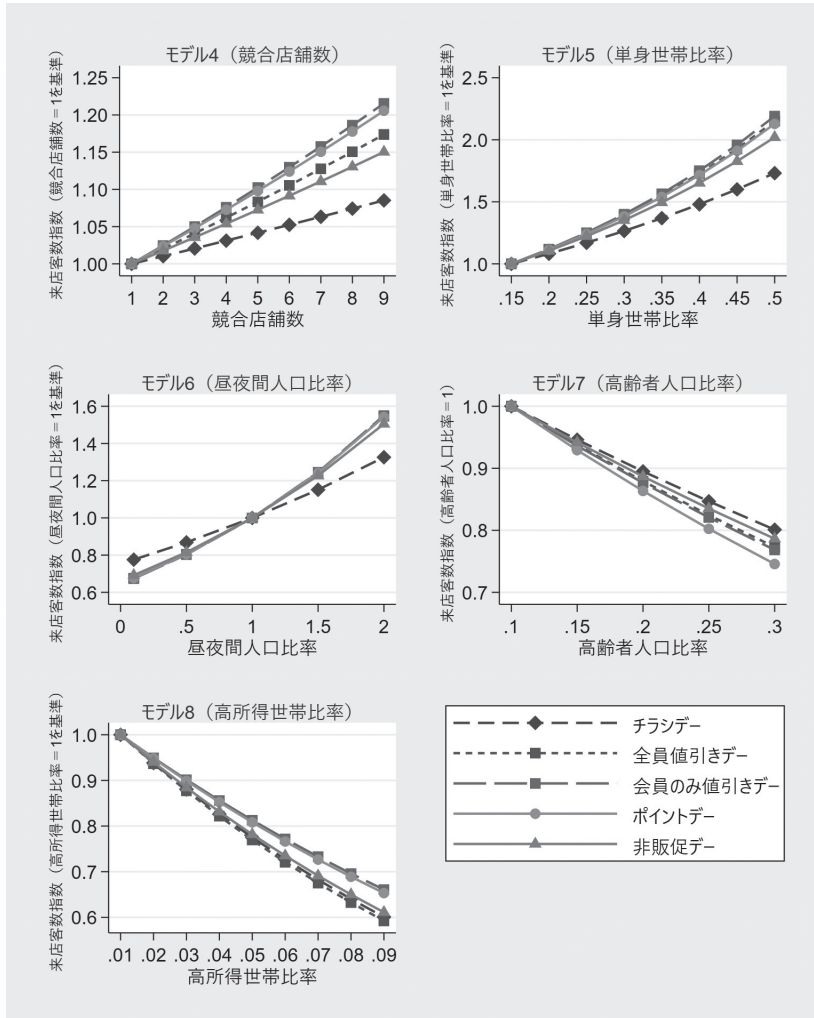 モデル4（競合店舗数）
来店客数指数（競合店舗数＝1を基準）
1.25
1.20
1.15
1.10
1.05
1.00
1 2 3 4 5 6 7 8 9
競合店舗数
モデル5（単身世帯比率）
来店客数指数（単身世帯比率＝1を基準）
2.5
2.0
1.5
1.0
.15 .2 .25 .3 .35 .4 .45 .5
単身世帯比率
モデル6（昼夜間人口比率）
来店客数指数（昼夜間人口比率＝1を基準）
1.6
1.4
1.2
1.0
0.8
0.6
0 .5 1 1.5 2
昼夜間人口比率
モデル7（高齢者人口比率）
来店客数指数（高齢者人口比率＝1）
1.0
0.9
0.8
0.7
.1 .15 .2 .25 .3
高齢者人口比率
モデル8（高所得世帯比率）
来店客数指数（高所得世帯比率＝1を基準）
1.0
0.9
0.8
0.7
0.6
.01 .02 .03 .04 .05 .06 .07 .08 .09
高所得世帯比率
チラシデー
全員値引きデー
会員のみ値引きデー
ポイントデー
非販促デー